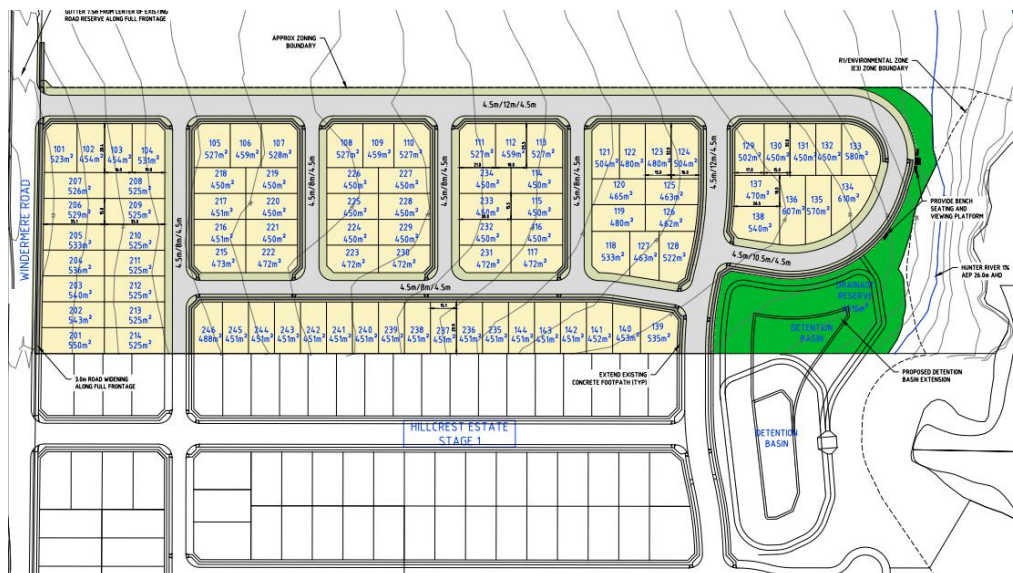 GUTTER 7.5m FROM CENTER OF EXISTING
ROAD RESERVE ALONG FULL FRONTAGE
APPROX ZONING
BOUNDARY
R1/ENVIRONMENTAL ZONE
(E3) ZONE BOUNDARY
4.5m/12m/4.5m
101
523m²
102
454m²
103
454m²
104
531m²
207
526m²
208
525m²
206
529m²
209
525m²
205
533m²
210
525m²
204
536m²
211
525m²
203
540m²
212
525m²
202
543m²
213
525m²
201
550m²
214
525m²
WINDERMERE ROAD
4.5m/8m/4.5m
105
527m²
106
459m²
107
528m²
218
450m²
219
450m²
217
451m²
220
450m²
216
451m²
221
450m²
215
473m²
222
472m²
4.5m/8m/4.5m
108
527m²
109
459m²
110
527m²
226
450m²
227
450m²
225
450m²
228
450m²
224
450m²
229
450m²
223
472m²
230
472m²
4.5m/8m/4.5m
111
527m²
112
459m²
113
527m²
234
450m²
114
450m²
233
450m²
115
450m²
232
450m²
116
450m²
231
472m²
117
472m²
4.5m/8m/4.5m
121
504m²
122
480m²
123
480m²
124
504m²
120
465m²
125
463m²
119
480m²
126
462m²
118
533m²
127
463m²
128
522m²
4.5m/12m/4.5m
129
502m²
130
450m²
131
450m²
132
450m²
133
580m²
137
470m²
136
607m²
135
570m²
134
610m²
138
540m²
4.5m/10.5m/4.5m
PROVIDE BENCH
SEATING AND
VIEWING PLATFORM
HUNTER RIVER 1%
AEP 26.0m AHD
4.5m/8m/4.5m
DRAINAGE
RESERVE
DETENTION
BASIN
246
488m²
245
451m²
244
451m²
243
451m²
242
451m²
241
451m²
240
451m²
239
451m²
238
451m²
237
451m²
236
451m²
235
451m²
144
451m²
143
451m²
142
451m²
141
452m²
140
453m²
139
535m²
3.0m ROAD WIDENING
ALONG FULL FRONTAGE
EXTEND EXISTING
CONCRETE FOOTPATH (TYP)
PROPOSED DETENTION
BASIN EXTENSION
HILLCREST ESTATE
STAGE 1
DETENTION
BASIN